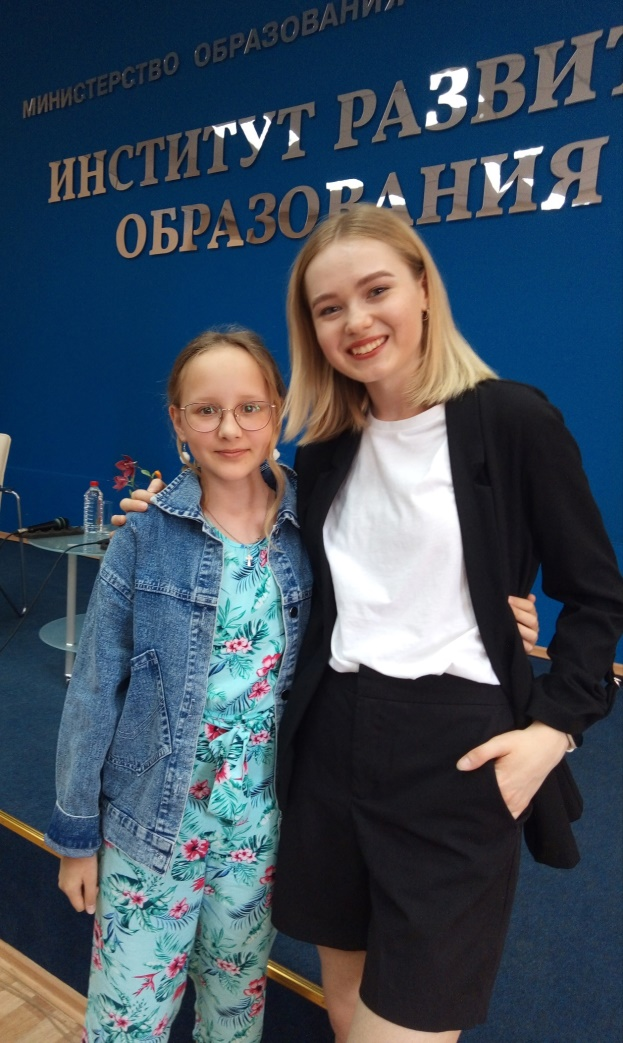 МИНИСТЕРСТВО ОБРАЗОВАНИЯ
ИНСТИТУТ РАЗВИТ
ОБРАЗОВАНИЯ